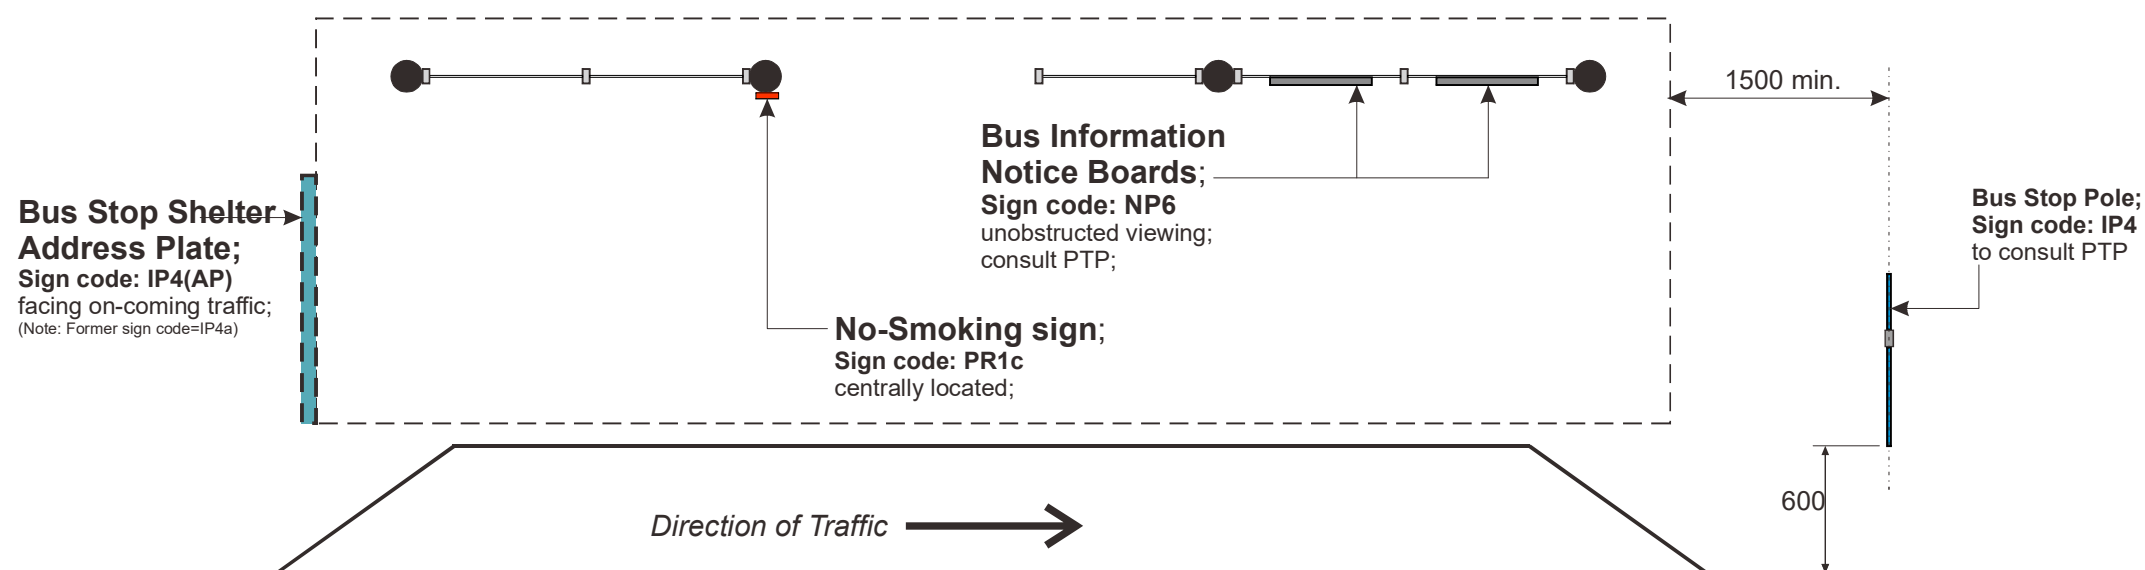 1500 min.
Bus Information
Notice Boards;
Sign code: NP6
unobstructed viewing;
consult PTP;
Bus Stop Shelter
Address Plate;
Sign code: IP4(AP)
facing on-coming traffic;
(Note: Former sign code=IP4a)
Bus Stop Pole;
Sign code: IP4
to consult PTP
No-Smoking sign;
Sign code: PR1c
centrally located;
600
Direction of Traffic